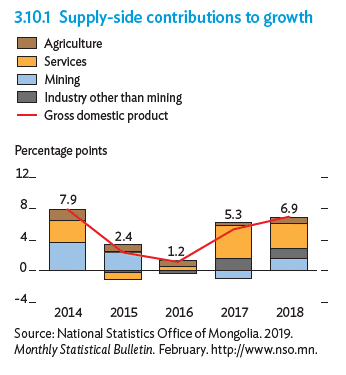 3.10.1 Supply-side contributions to growth
Agriculture
Services
Mining
Industry other than mining
Gross domestic product
Percentage points
12
8
4
0
-4
7.9
2.4
1.2
5.3
6.9
2014 2015 2016 2017 2018
Source: National Statistics Office of Mongolia. 2019.
Monthly Statistical Bulletin. February. http://www.nso.mn.